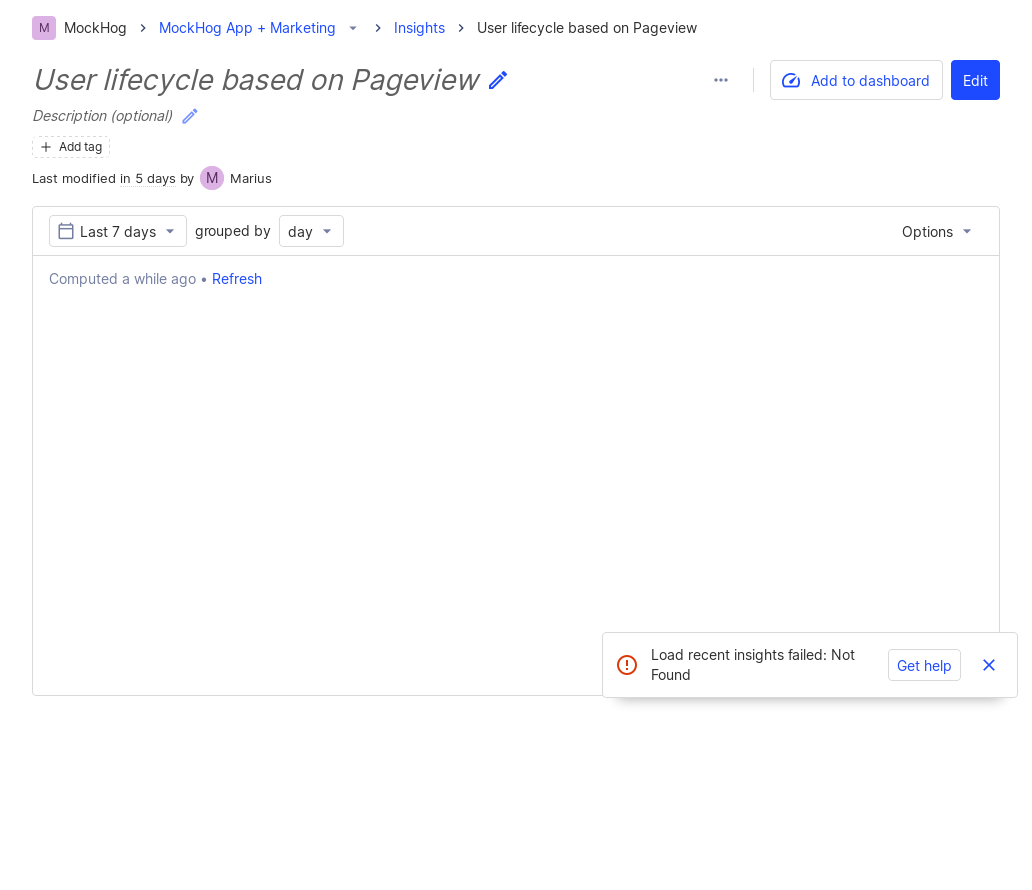 M MockHog MockHog App + Marketing Insights User lifecycle based on Pageview
User lifecycle based on Pageview
Add to dashboard Edit
Description (optional)
Add tag
Last modified in 5 days by M Marius
Last 7 days grouped by day Options
Computed a while ago • Refresh
Load recent insights failed: Not
Found
Get help